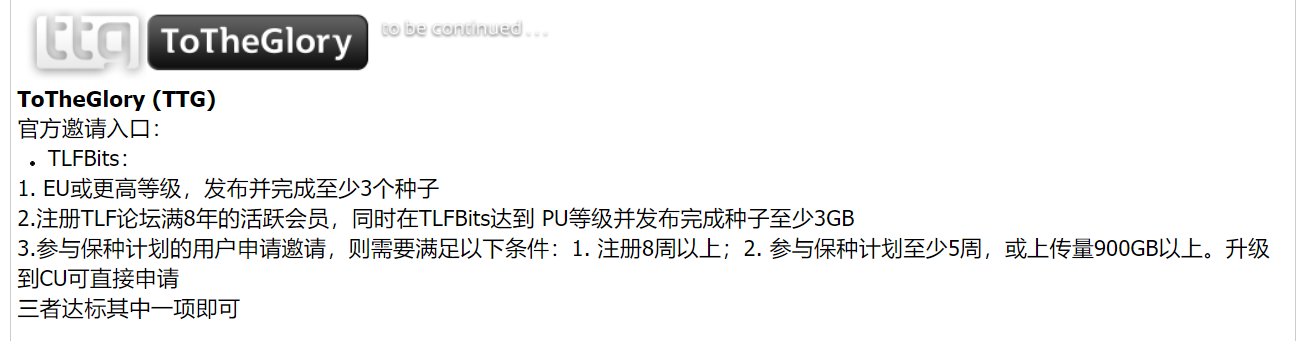 ttg ToTheGlory to be continued ...
ToTheGlory (TTG)
官方邀请入口：
• TLFBits：
1. EU或更高等级，发布并完成至少3个种子
2.注册TLF论坛满8年的活跃会员，同时在TLFBits达到 PU等级并发布完成种子至少3GB
3.参与保种计划的用户申请邀请，则需要满足以下条件：1. 注册8周以上；2. 参与保种计划至少5周，或上传量900GB以上。升级
到CU可直接申请
三者达标其中一项即可